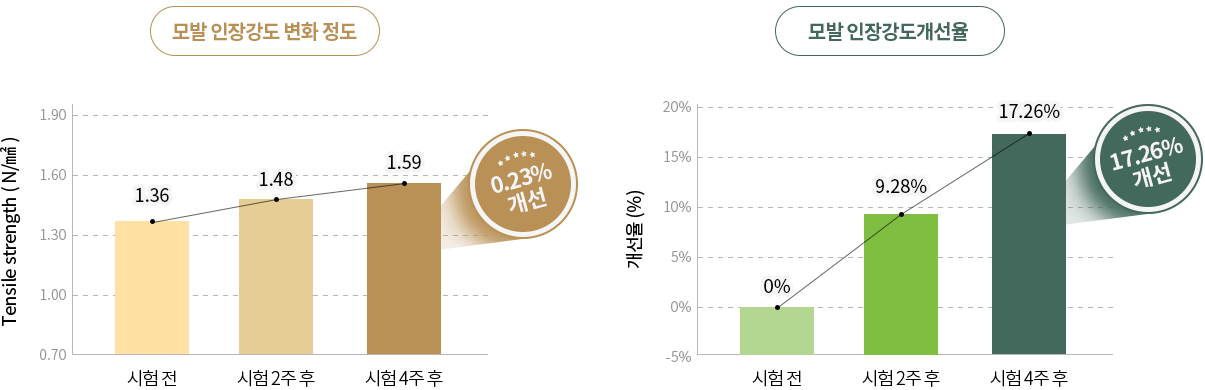 모발 인장강도 변화 정도
Tensile strength ( N/㎟ )
1.90
1.60
1.30
1.00
0.70
1.36
1.48
1.59
0.23%
개선
시험 전
시험 2주 후
시험 4주 후
모발 인장강도개선율
개선율 (%)
20%
15%
10%
5%
0%
-5%
0%
9.28%
17.26%
17.26%
개선
시험 전
시험 2주 후
시험 4주 후